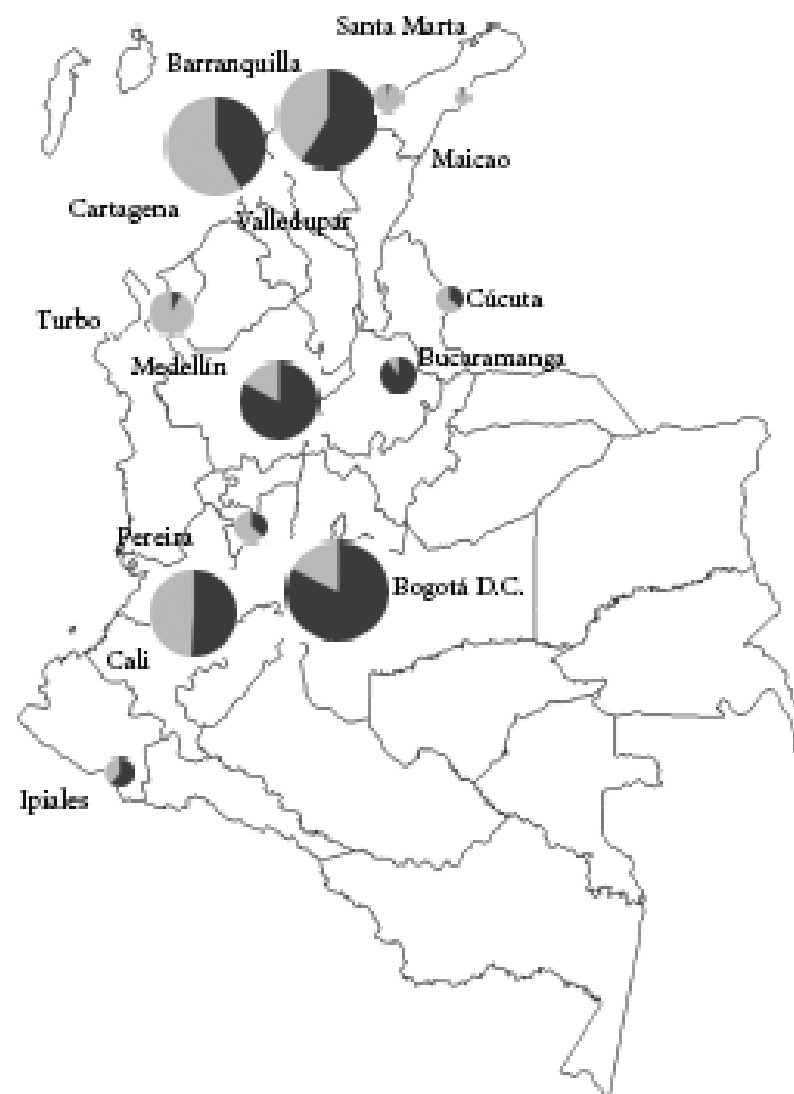 Santa Marta
Barranquilla
Maicao
Cartagena
Valledupar
Cúcuta
Turbo
Bucaramanga
Medellín
Pereira
Bogotá D.C.
Cali
Ipiales